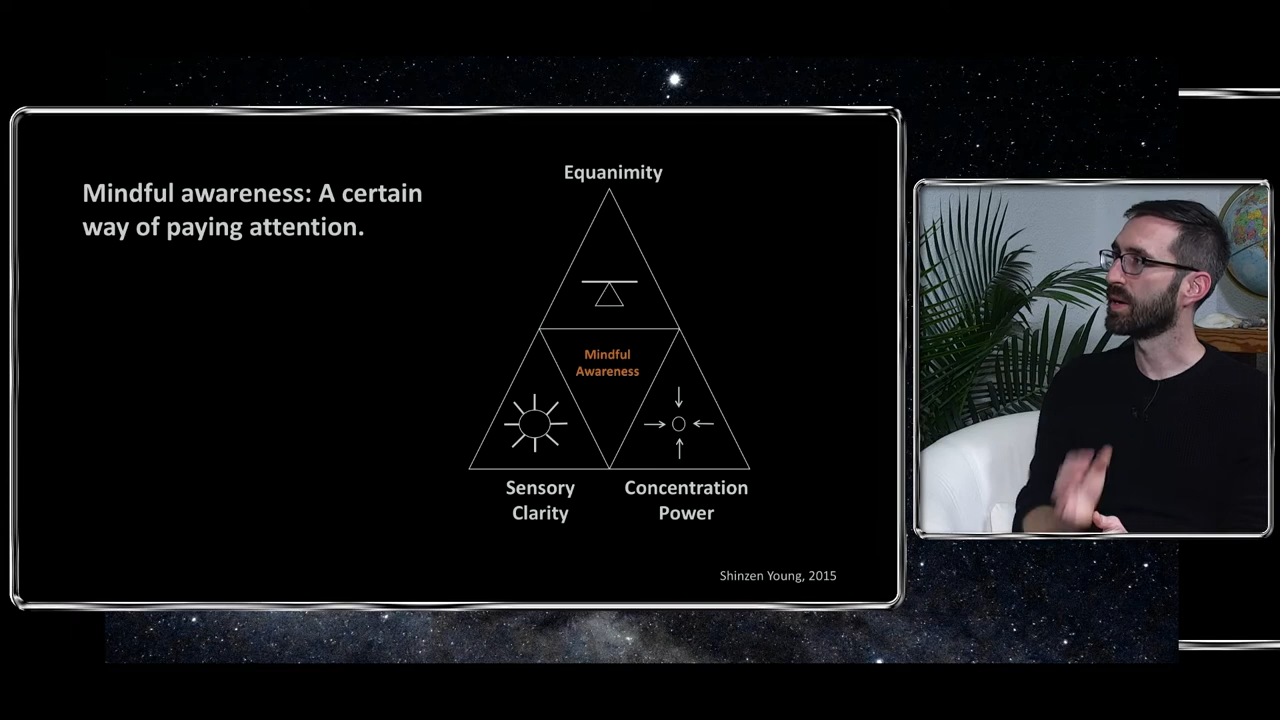 Mindful awareness: A certain
way of paying attention.
Equanimity
Mindful
Awareness
Sensory
Clarity
Concentration
Power
Shinzen Young, 2015